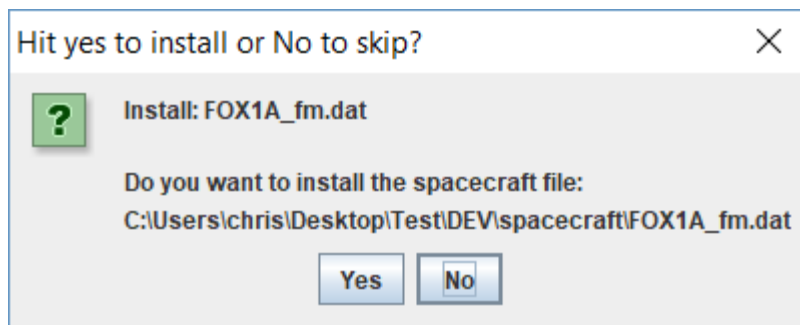 Hit yes to install or No to skip?
Install: FOX1A_fm.dat
Do you want to install the spacecraft file:
C:\Users\chris\Desktop\Test\DEV\spacecraft\FOX1A_fm.dat
Yes No